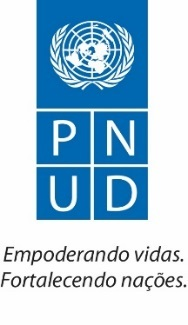 P N
U D
Empoderando vidas.
Fortalecendo nações.